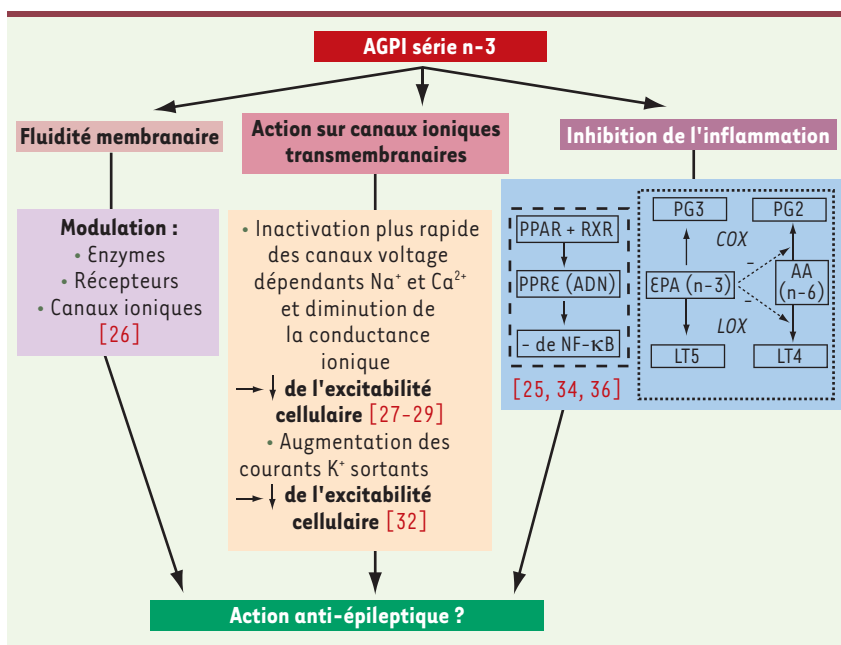 AGPI série n-3
Fluidité membranaire
Modulation :
• Enzymes
• Récepteurs
• Canaux ioniques
[26]
Action sur canaux ioniques
transmembranaires
• Inactivation plus rapide
des canaux voltage
dépendants Na⁺ et Ca²⁺
et diminution de
la conductance
ionique
→ ↓ de l'excitabilité
cellulaire [27-29]
• Augmentation des
courants K⁺ sortants
→ ↓ de l'excitabilité
cellulaire [32]
Inhibition de l'inflammation
PPAR + RXR
PPRE (ADN)
- de NF-κB
[25, 34, 36]
PG3
PG2
COX
–
EPA (n-3)
AA
(n-6)
–
LOX
LT5
LT4
Action anti-épileptique ?